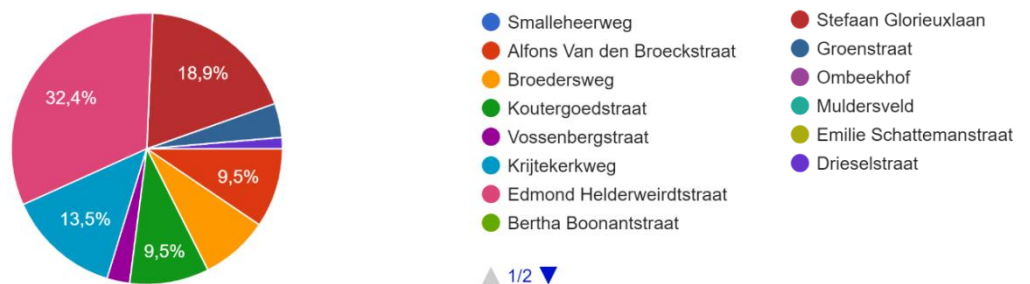 18,9%
32,4%
9,5%
13,5%
9,5%
Smalleheerweg
Alfons Van den Broeckstraat
Broedersweg
Koutergoedstraat
Vossenbergstraat
Krijtekerkweg
Edmond Helderweirdtstraat
Bertha Boonantstraat
1/2
Stefaan Glorieuxlaan
Groenstraat
Ombeekhof
Muldersveld
Emilie Schattemanstraat
Drieselstraat